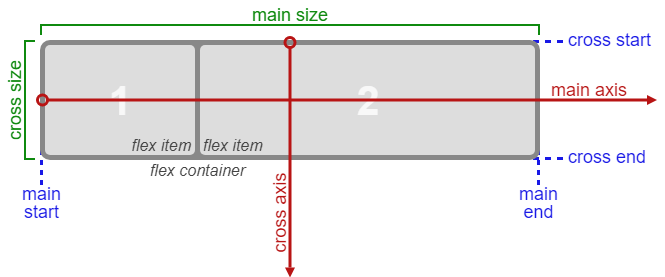 main size
cross start
cross size
1
2
main axis
flex item
flex item
cross end
flex container
main
start
cross axis
main
end